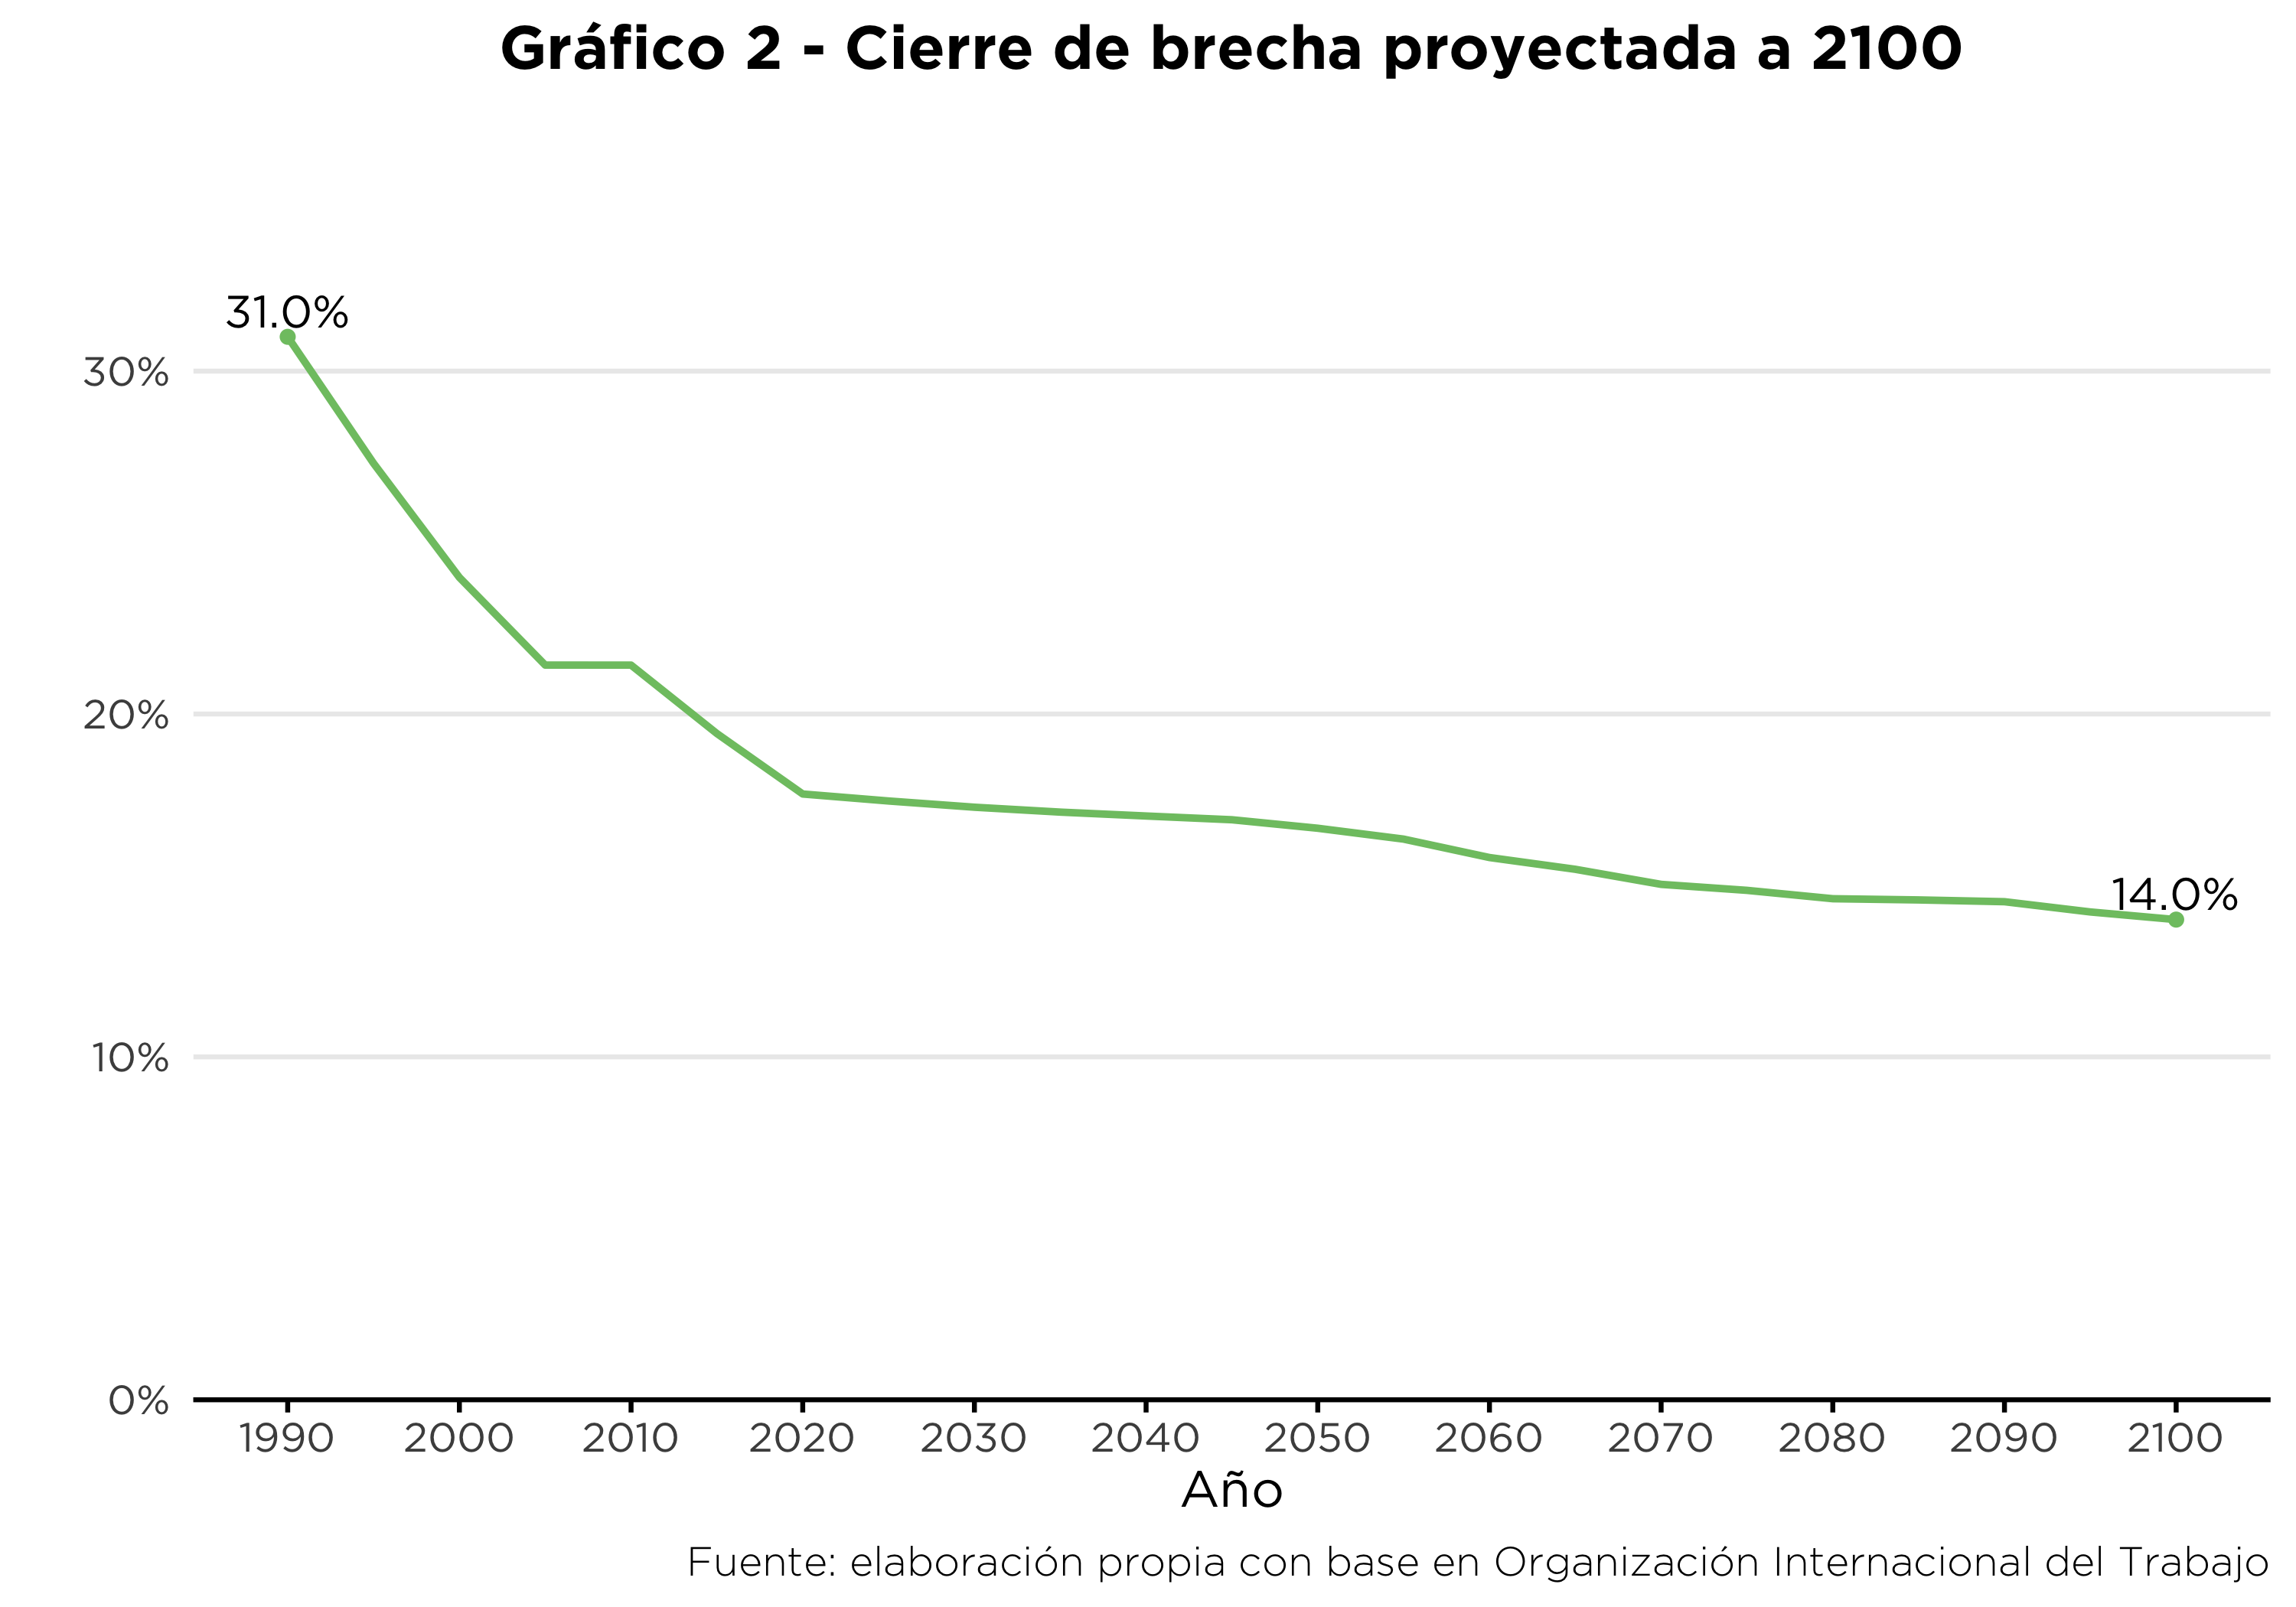 Gráfico 2 - Cierre de brecha proyectada a 2100
31.0%
30%
20%
14.0%
10%
0%
1990 2000 2010 2020 2030 2040 2050 2060 2070 2080 2090 2100
Año
Fuente: elaboración propia con base en Organización Internacional del Trabajo